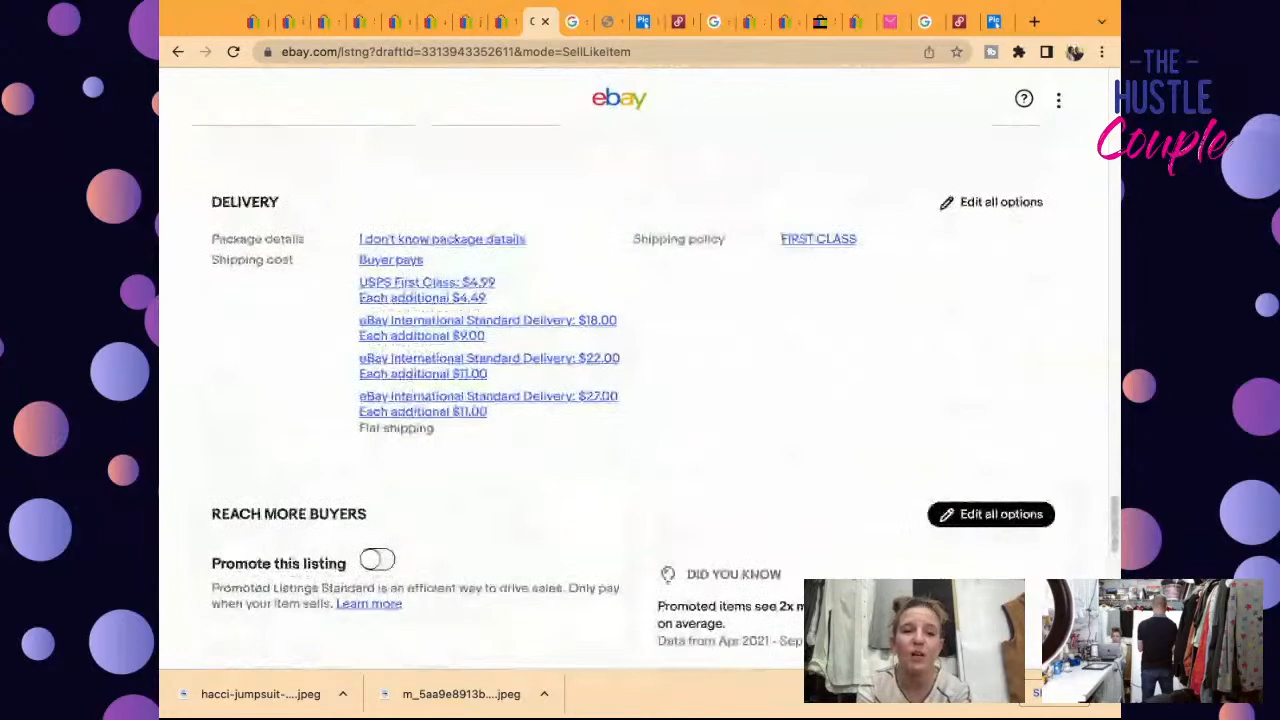 ebay.com/lstng?draftId=3313943352611&mode=SellLikeItem
-THE-
HUSTLE
Couple
ebay
DELIVERY
Edit all options
Package details
I don't know package details
Shipping policy
FIRST CLASS
Shipping cost
Buyer pays
USPS First Class: $4.99
Each additional $4.49
eBay International Standard Delivery: $18.00
Each additional $9.00
eBay International Standard Delivery: $22.00
Each additional $11.00
eBay International Standard Delivery: $27.00
Each additional $11.00
Flat shipping
REACH MORE BUYERS
Edit all options
Promote this listing
Promoted Listings Standard is an efficient way to drive sales. Only pay
when your item sells. Learn more
DID YOU KNOW
Promoted items see 2x m
on average.
Data from Apr 2021 - Sep
hacci-jumpsuit-....jpeg
m_5aa9e8913b....jpeg